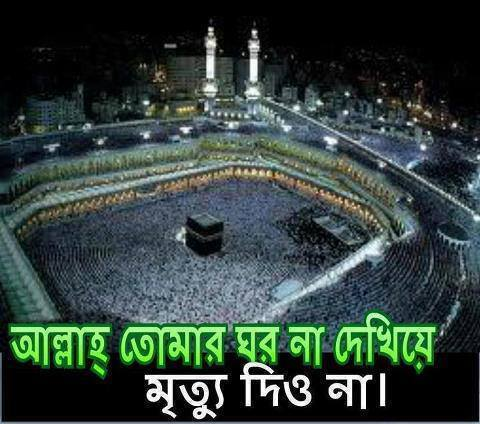 আল্লাহ্ তোমার ঘর না দেখিয়ে
মৃত্যু দিও না।